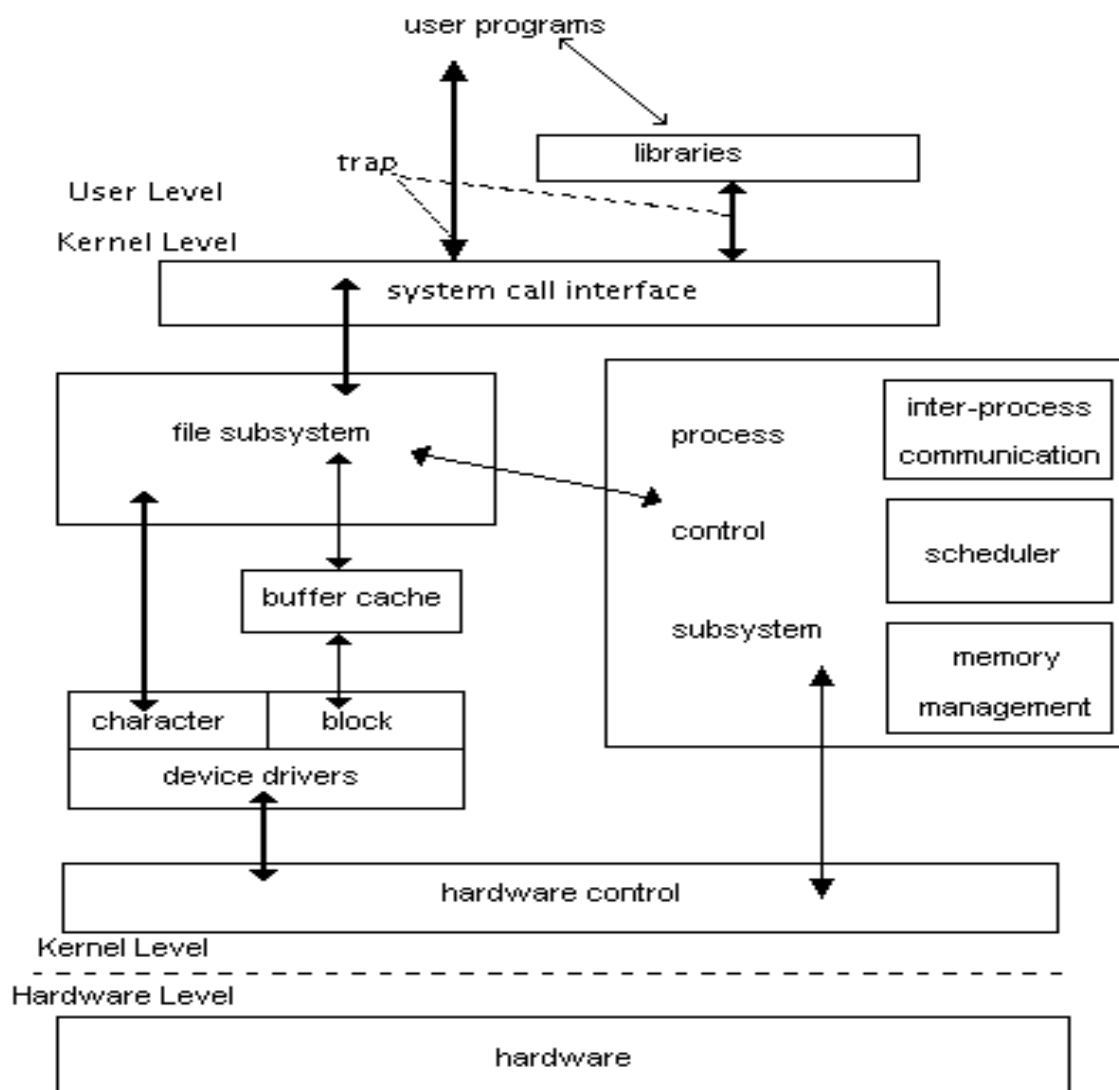 user programs
libraries
trap
User Level
Kernel Level
system call interface
file subsystem
process
control
subsystem
inter-process
communication
scheduler
memory
management
buffer cache
character
block
device drivers
hardware control
Kernel Level
Hardware Level
hardware